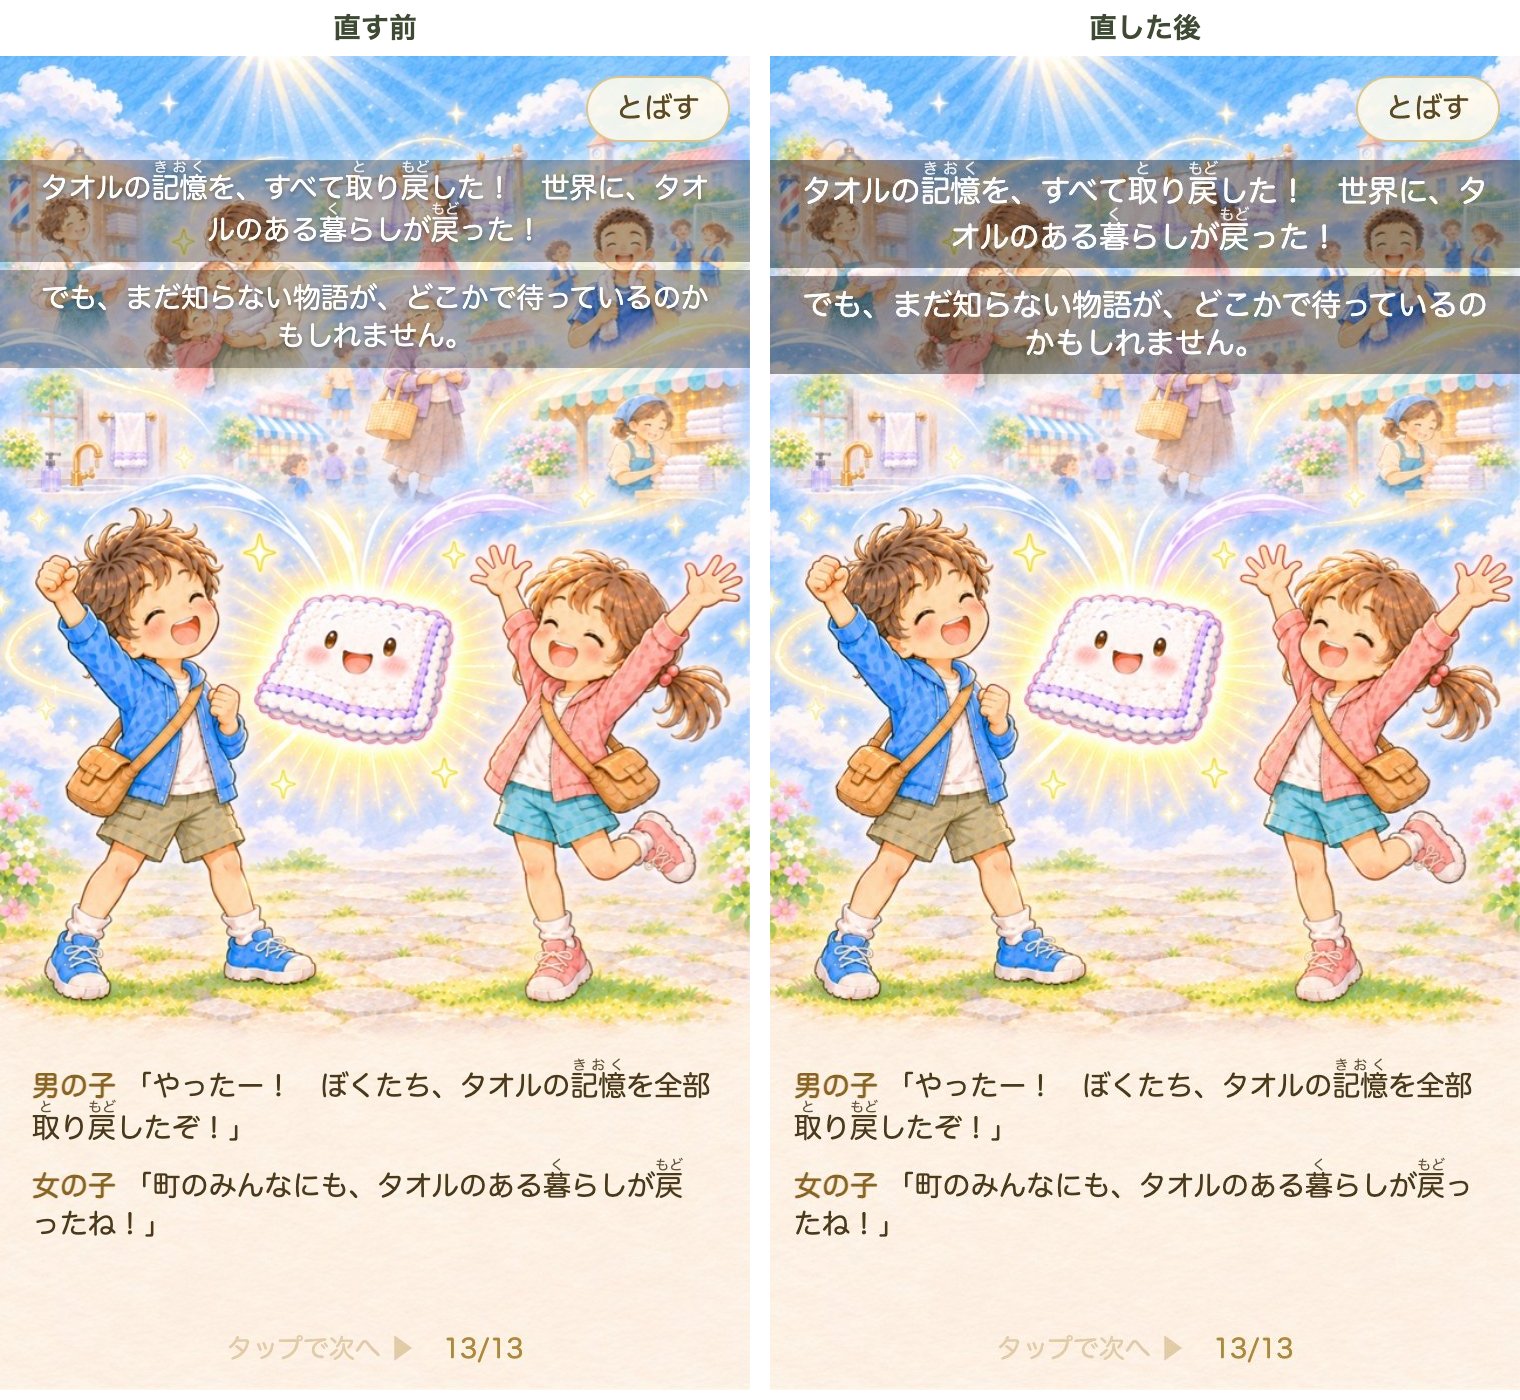 直す前
とばす
タオルの記憶を、すべて取り戻した！　世界に、タオ
ルのある暮らしが戻った！
でも、まだ知らない物語が、どこかで待っているのか
もしれません。
男の子「やったー！　ぼくたち、タオルの記憶を全部
取り戻したぞ！」
女の子「町のみんなにも、タオルのある暮らしが戻
ったね！」
タップで次へ ▶ 13/13
直した後
とばす
タオルの記憶を、すべて取り戻した！　世界に、タ
オルのある暮らしが戻った！
でも、まだ知らない物語が、どこかで待っているの
かもしれません。
男の子「やったー！　ぼくたち、タオルの記憶を全部
取り戻したぞ！」
女の子「町のみんなにも、タオルのある暮らしが戻っ
たね！」
タップで次へ ▶ 13/13